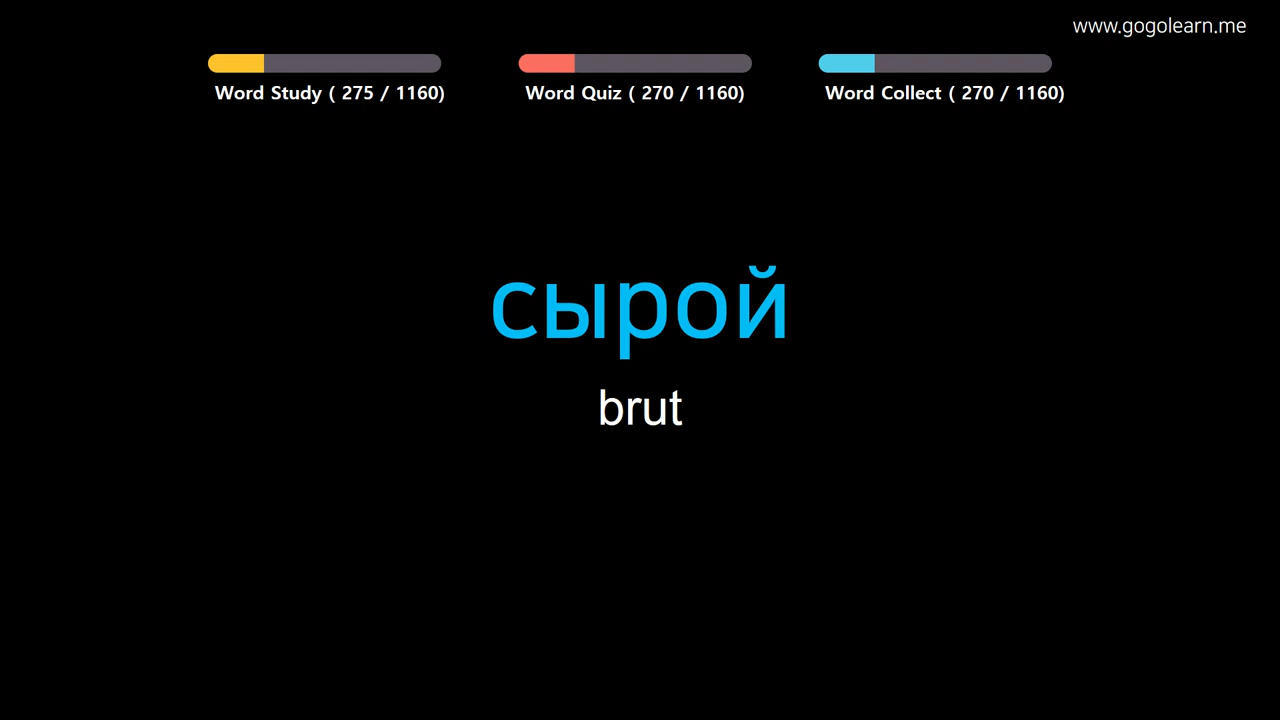 www.gogolearn.me
Word Study ( 275 / 1160)
Word Quiz ( 270 / 1160)
Word Collect ( 270 / 1160)
сырой
brut